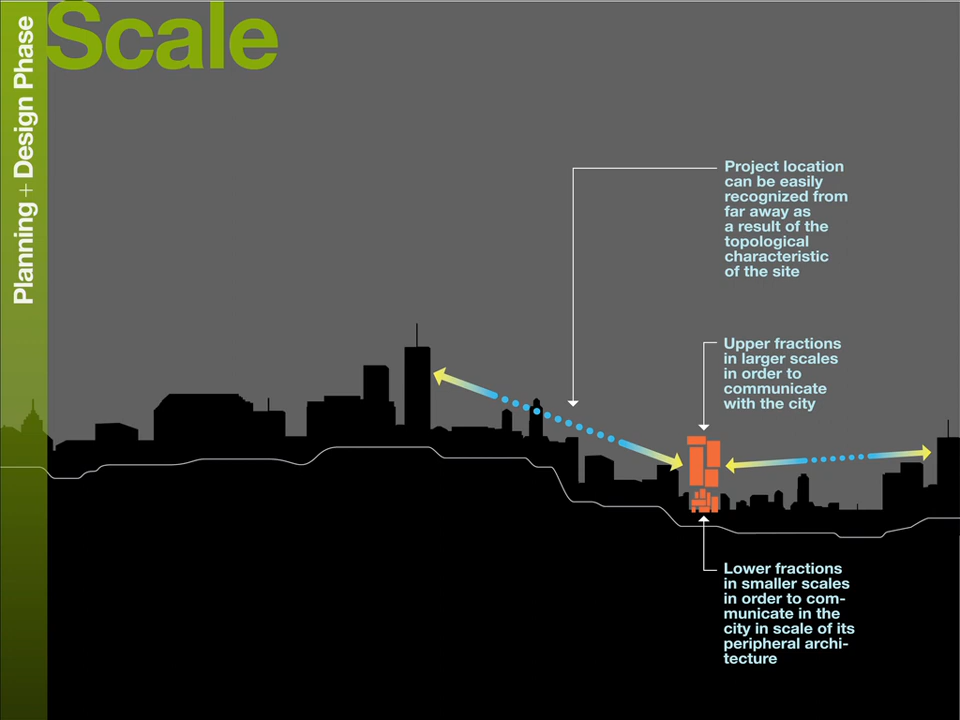 Scale
Planning + Design Phase
Project location
can be easily
recognized from
far away as
a result of the
topological
characteristic
of the site
Upper fractions
in larger scales
in order to
communicate
with the city
Lower fractions
in smaller scales
in order to com-
municate in the
city in scale of its
peripheral archi-
tecture